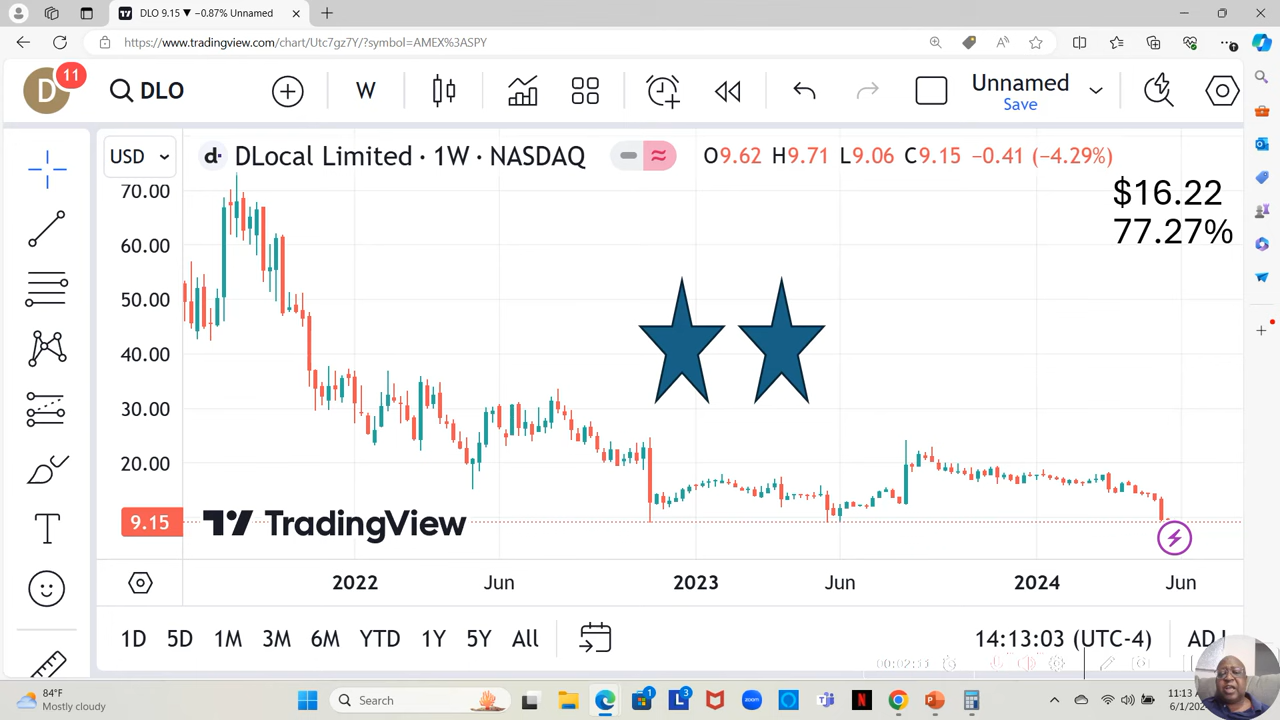 DLO 9.15 ▼ −0.87% Unnamed
https://www.tradingview.com/chart/Utc7gz7Y/?symbol=AMEX%3ASPY
D
11
DLO
W
Unnamed
Save
USD
DLocal Limited · 1W · NASDAQ
O9.62 H9.71 L9.06 C9.15 −0.41 (−4.29%)
$16.22
77.27%
70.00
60.00
50.00
40.00
30.00
20.00
9.15
TradingView
2022
Jun
2023
Jun
2024
Jun
1D 5D 1M 3M 6M YTD 1Y 5Y All
14:13:03 (UTC-4)
84°F
Mostly cloudy
Search
1
3
zoom
11:13